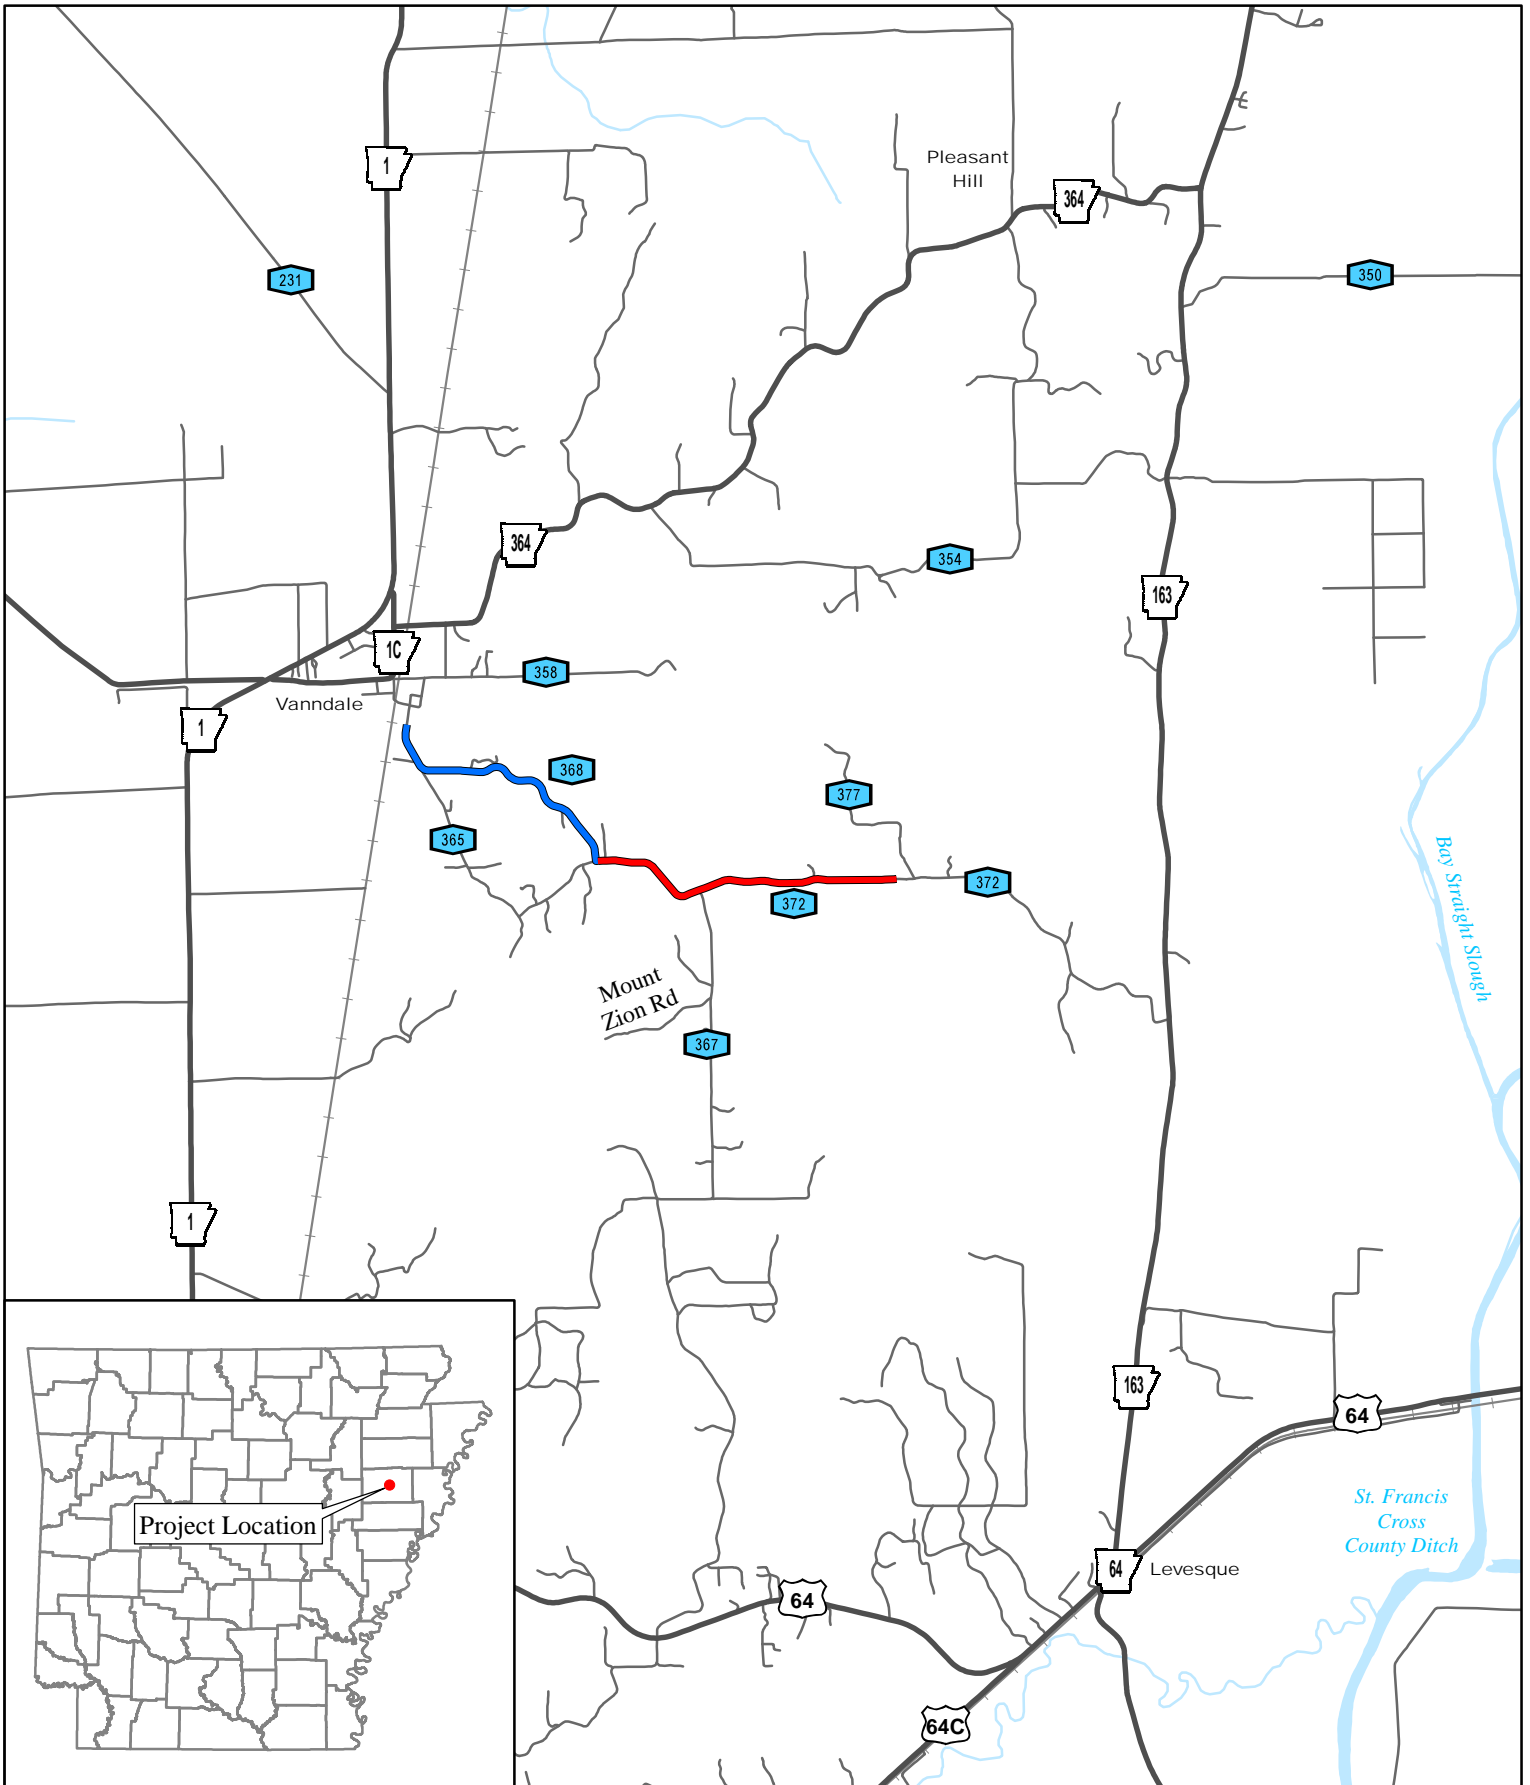 1
Pleasant
Hill
364
231
350
364
354
163
1C
358
Vanndale
1
368
377
365
372
372
Bay Straight Slough
Mount
Zion Rd
367
1
163
64
Project Location
St. Francis
Cross
County Ditch
64
Levesque
64
64C